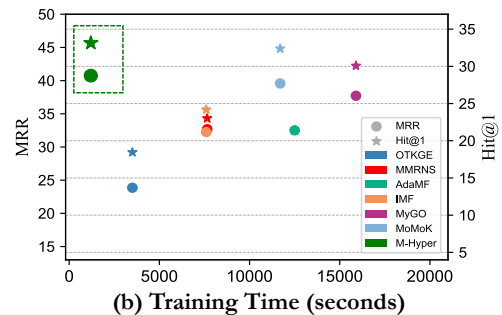 50
45
40
35
30
25
20
15
MRR
35
30
25
20
15
10
5
Hit@1
MRR
Hit@1
OTKGE
MMRNS
AdaMF
IMF
MyGO
MoMoK
M-Hyper
0 5000 10000 15000 20000
(b) Training Time (seconds)